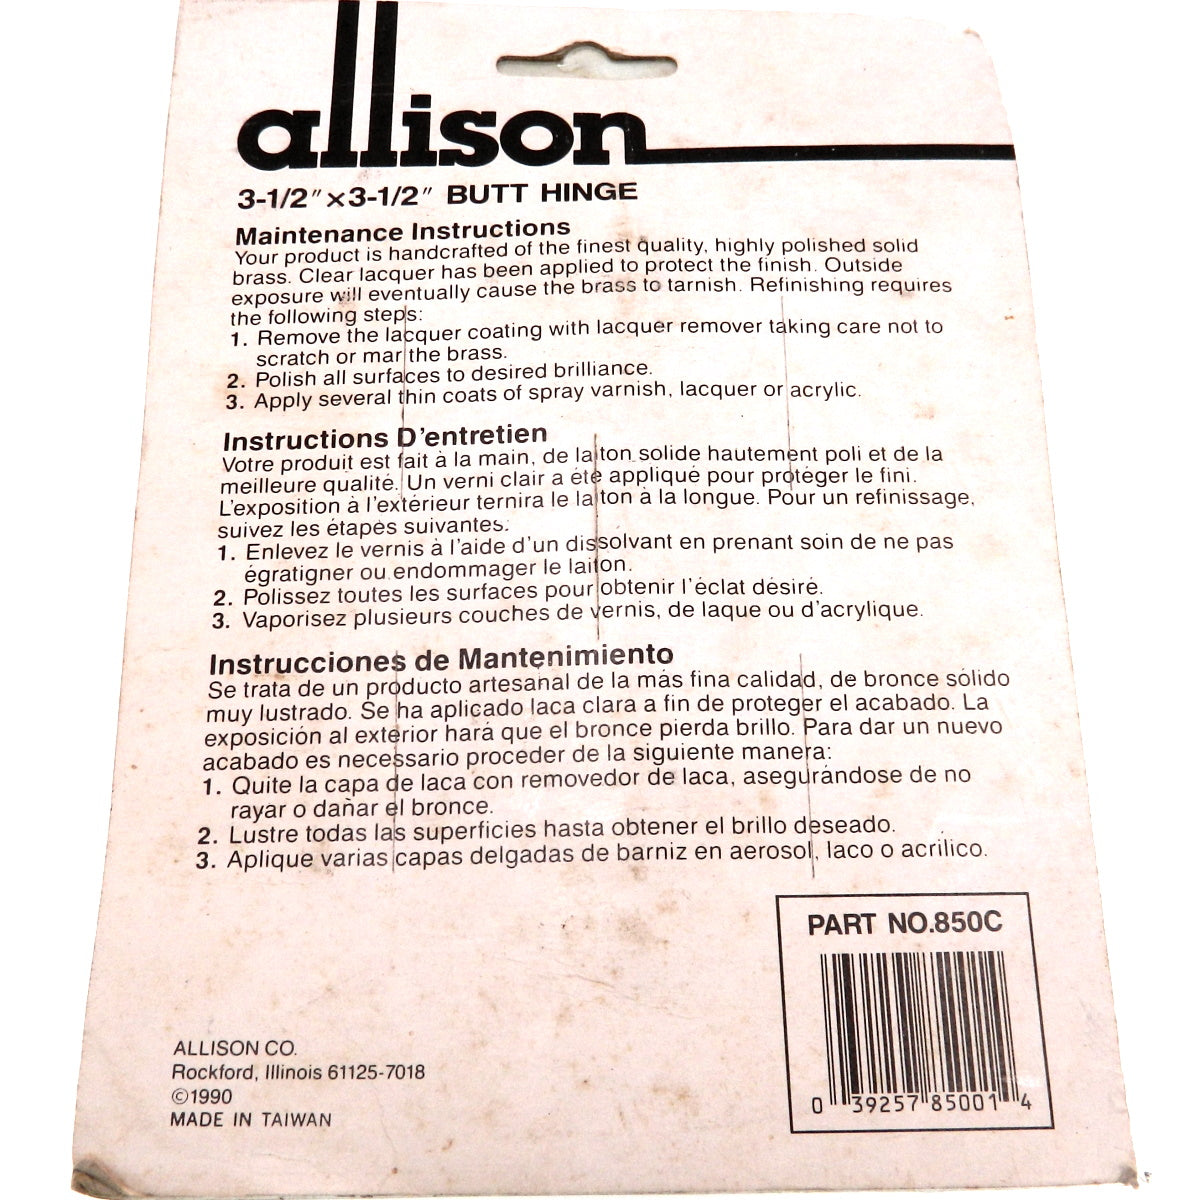 allison
3-1/2"×3-1/2" BUTT HINGE
Maintenance Instructions
Your product is handcrafted of the finest quality, highly polished solid
brass. Clear lacquer has been applied to protect the finish. Outside
exposure will eventually cause the brass to tarnish. Refinishing requires
the following steps:
1. Remove the lacquer coating with lacquer remover taking care not to
scratch or mar the brass.
2. Polish all surfaces to desired brilliance.
3. Apply several thin coats of spray varnish, lacquer or acrylic.
Instructions D'entretien
Votre produit est fait à la main, de laiton solide hautement poli et de la
meilleure qualité. Un verni clair a été appliqué pour protéger le fini.
L'exposition à l'extérieur ternira le laiton à la longue. Pour un refinissage,
suivez les étapes suivantes:
1. Enlevez le vernis à l'aide d'un dissolvant en prenant soin de ne pas
égratigner ou endommager le laiton.
2. Polissez toutes les surfaces pour obtenir l'éclat désiré.
3. Vaporisez plusieurs couches de vernis, de laque ou d'acrylique.
Instrucciones de Mantenimiento
Se trata de un producto artesanal de la más fina calidad, de bronce sólido
muy lustrado. Se ha aplicado laca clara a fin de proteger el acabado. La
exposición al exterior hará que el bronce pierda brillo. Para dar un nuevo
acabado es necessario proceder de la siguiente manera:
1. Quite la capa de laca con removedor de laca, asegurándose de no
rayar o dañar el bronce.
2. Lustre todas las superficies hasta obtener el brillo deseado.
3. Aplique varias capas delgadas de barniz en aerosol, laco o acrílico.
PART NO.850C
0 39257 85001 4
ALLISON CO.
Rockford, Illinois 61125-7018
©1990
MADE IN TAIWAN